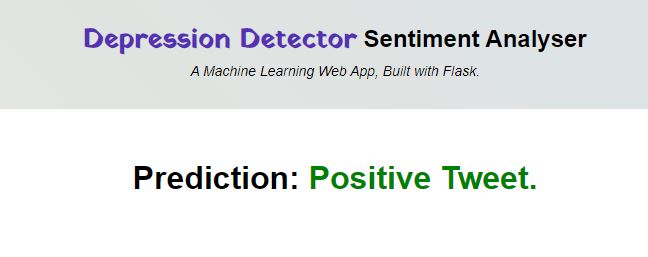 Depression Detector Sentiment Analyser
A Machine Learning Web App, Built with Flask.
Prediction: Positive Tweet.